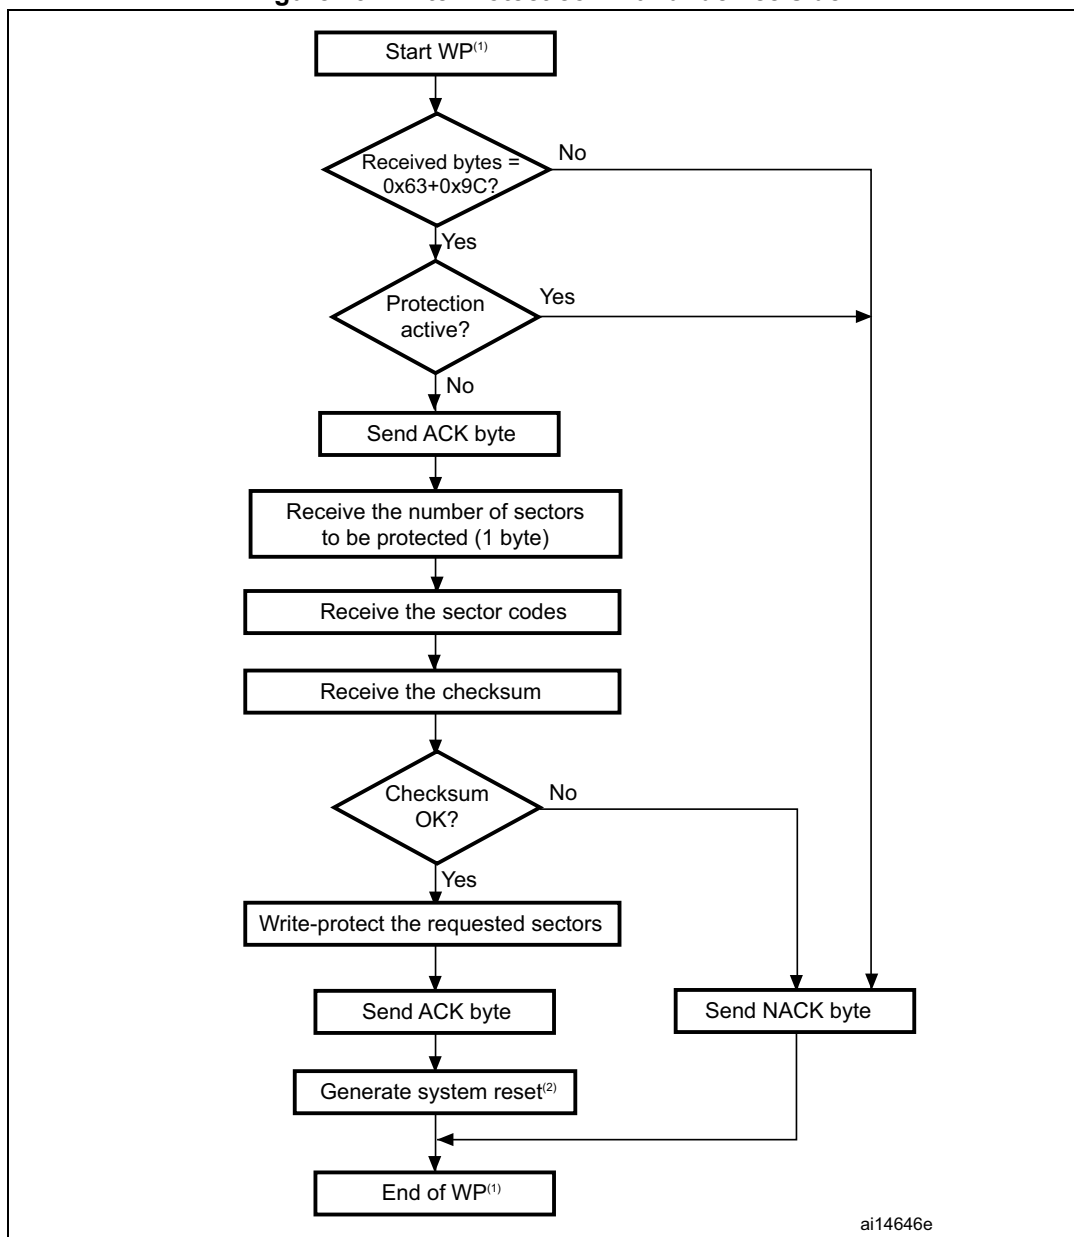 Start WP(1)
Received bytes =
0x63+0x9C?
No
Yes
Protection
active?
Yes
No
Send ACK byte
Receive the number of sectors
to be protected (1 byte)
Receive the sector codes
Receive the checksum
Checksum
OK?
No
Yes
Write-protect the requested sectors
Send ACK byte
Send NACK byte
Generate system reset(2)
End of WP(1)
ai14646e